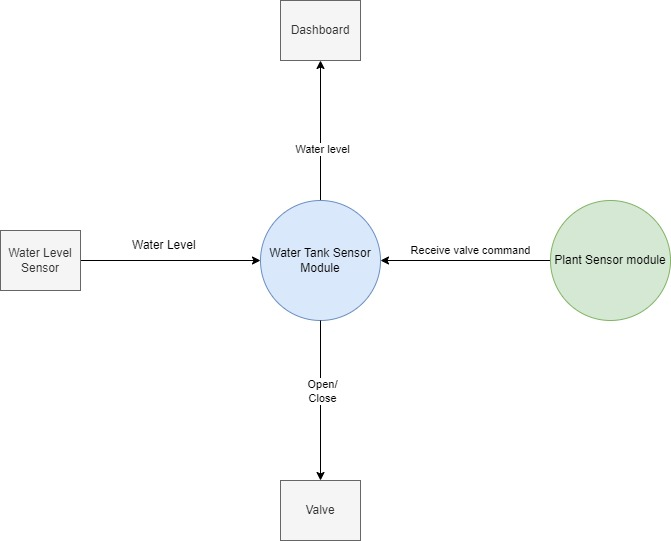 Dashboard
Water level
Water Level
Sensor
Water Level
Water Tank Sensor
Module
Receive valve command
Plant Sensor module
Open/
Close
Valve